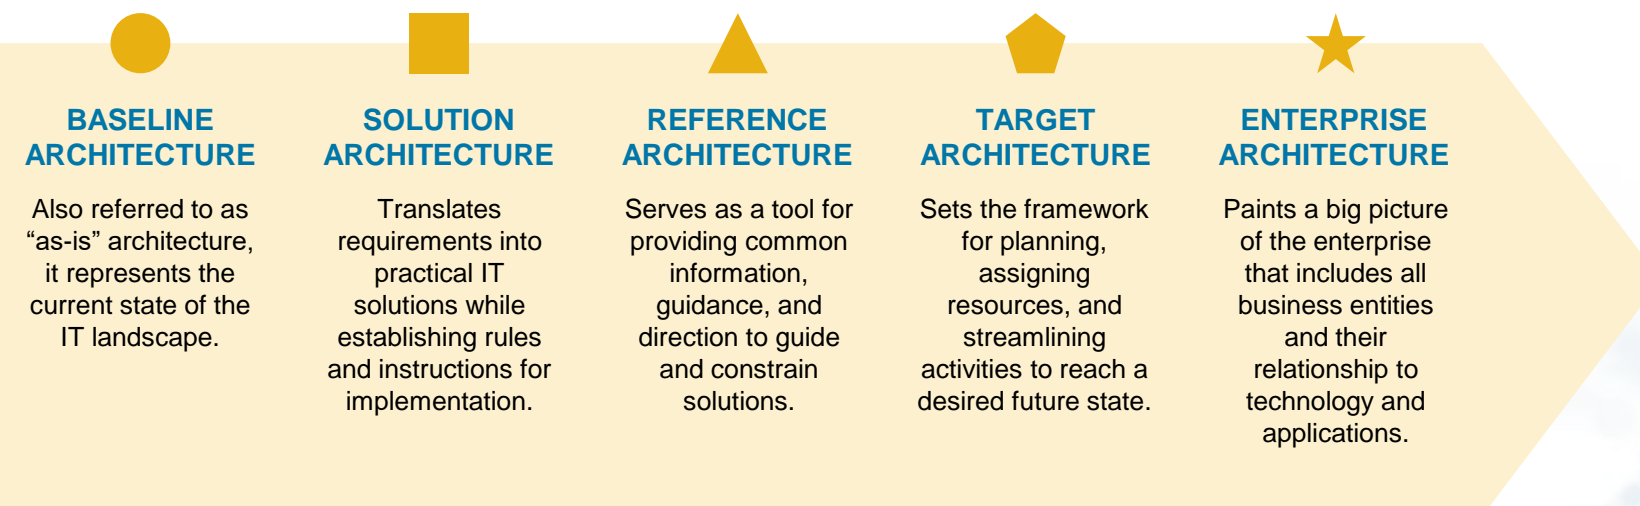 BASELINE
ARCHITECTURE
Also referred to as
“as-is” architecture,
it represents the
current state of the
IT landscape.
SOLUTION
ARCHITECTURE
Translates
requirements into
practical IT
solutions while
establishing rules
and instructions for
implementation.
REFERENCE
ARCHITECTURE
Serves as a tool for
providing common
information,
guidance, and
direction to guide
and constrain
solutions.
TARGET
ARCHITECTURE
Sets the framework
for planning,
assigning
resources, and
streamlining
activities to reach a
desired future state.
ENTERPRISE
ARCHITECTURE
Paints a big picture
of the enterprise
that includes all
business entities
and their
relationship to
technology and
applications.